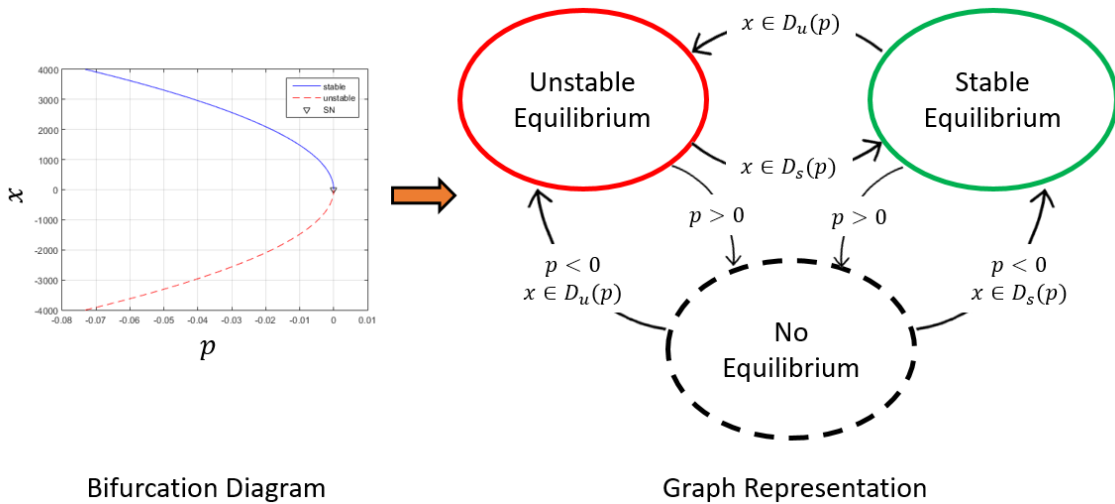 4000
3000
2000
1000
0
-1000
-2000
-3000
-4000
-0.08 -0.07 -0.06 -0.05 -0.04 -0.03 -0.02 -0.01 0 0.01
x
p
stable
unstable
SN
x ∈ D_u(p)
Unstable
Equilibrium
Stable
Equilibrium
x ∈ D_s(p)
p > 0
p > 0
p < 0
x ∈ D_u(p)
p < 0
x ∈ D_s(p)
No
Equilibrium
Bifurcation Diagram
Graph Representation